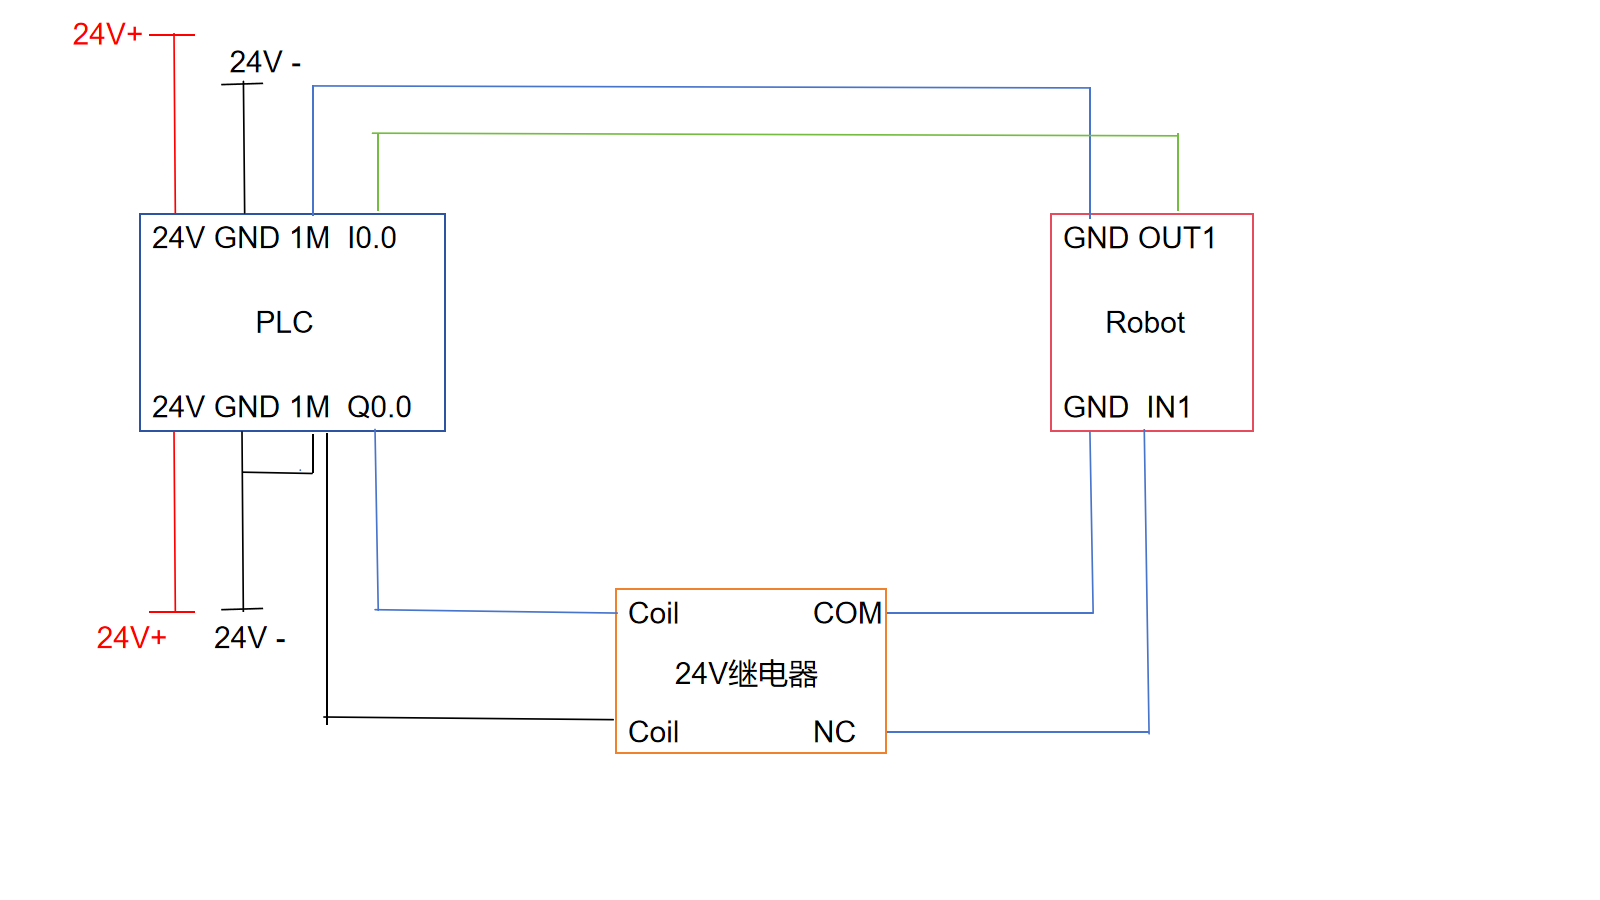 24V+
24V -
24V GND 1M I0.0
PLC
24V GND 1M Q0.0
GND OUT1
Robot
GND IN1
24V+
24V -
Coil COM
24V继电器
Coil NC